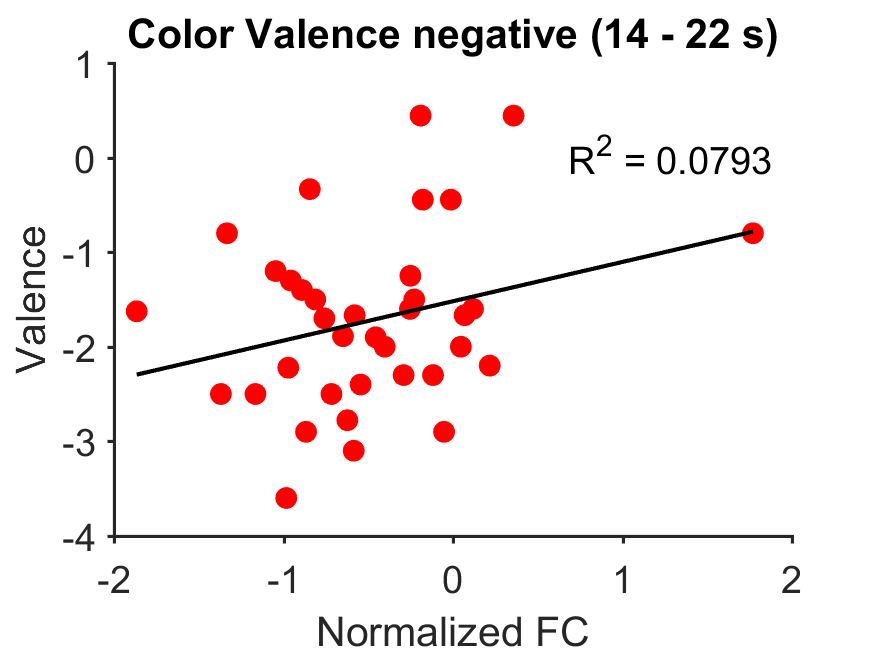 Color Valence negative (14 - 22 s)
1
0
-1
-2
-3
-4
Valence
R² = 0.0793
-2
-1
0
1
2
Normalized FC